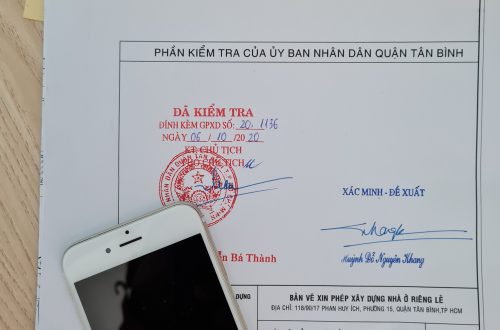 PHẦN KIỂM TRA CỦA ỦY BAN NHÂN DÂN QUẬN TÂN BÌNH
ĐÃ KIỂM TRA
ĐÍNH KÈM GPXD SỐ: 20.1136
NGÀY 06/10/2020
KT. CHỦ TỊCH
PHÓ CHỦ TỊCH
XÁC MINH - ĐỀ XUẤT
Bá Thành
Huỳnh Đỗ Nguyên Khang
DỰNG
BẢN VẼ XIN PHÉP XÂY DỰNG NHÀ Ở RIÊNG LẺ
ĐỊA CHỈ: 118/90/17 PHAN HUY ÍCH, PHƯỜNG 15, QUẬN TÂN BÌNH,TP HCM